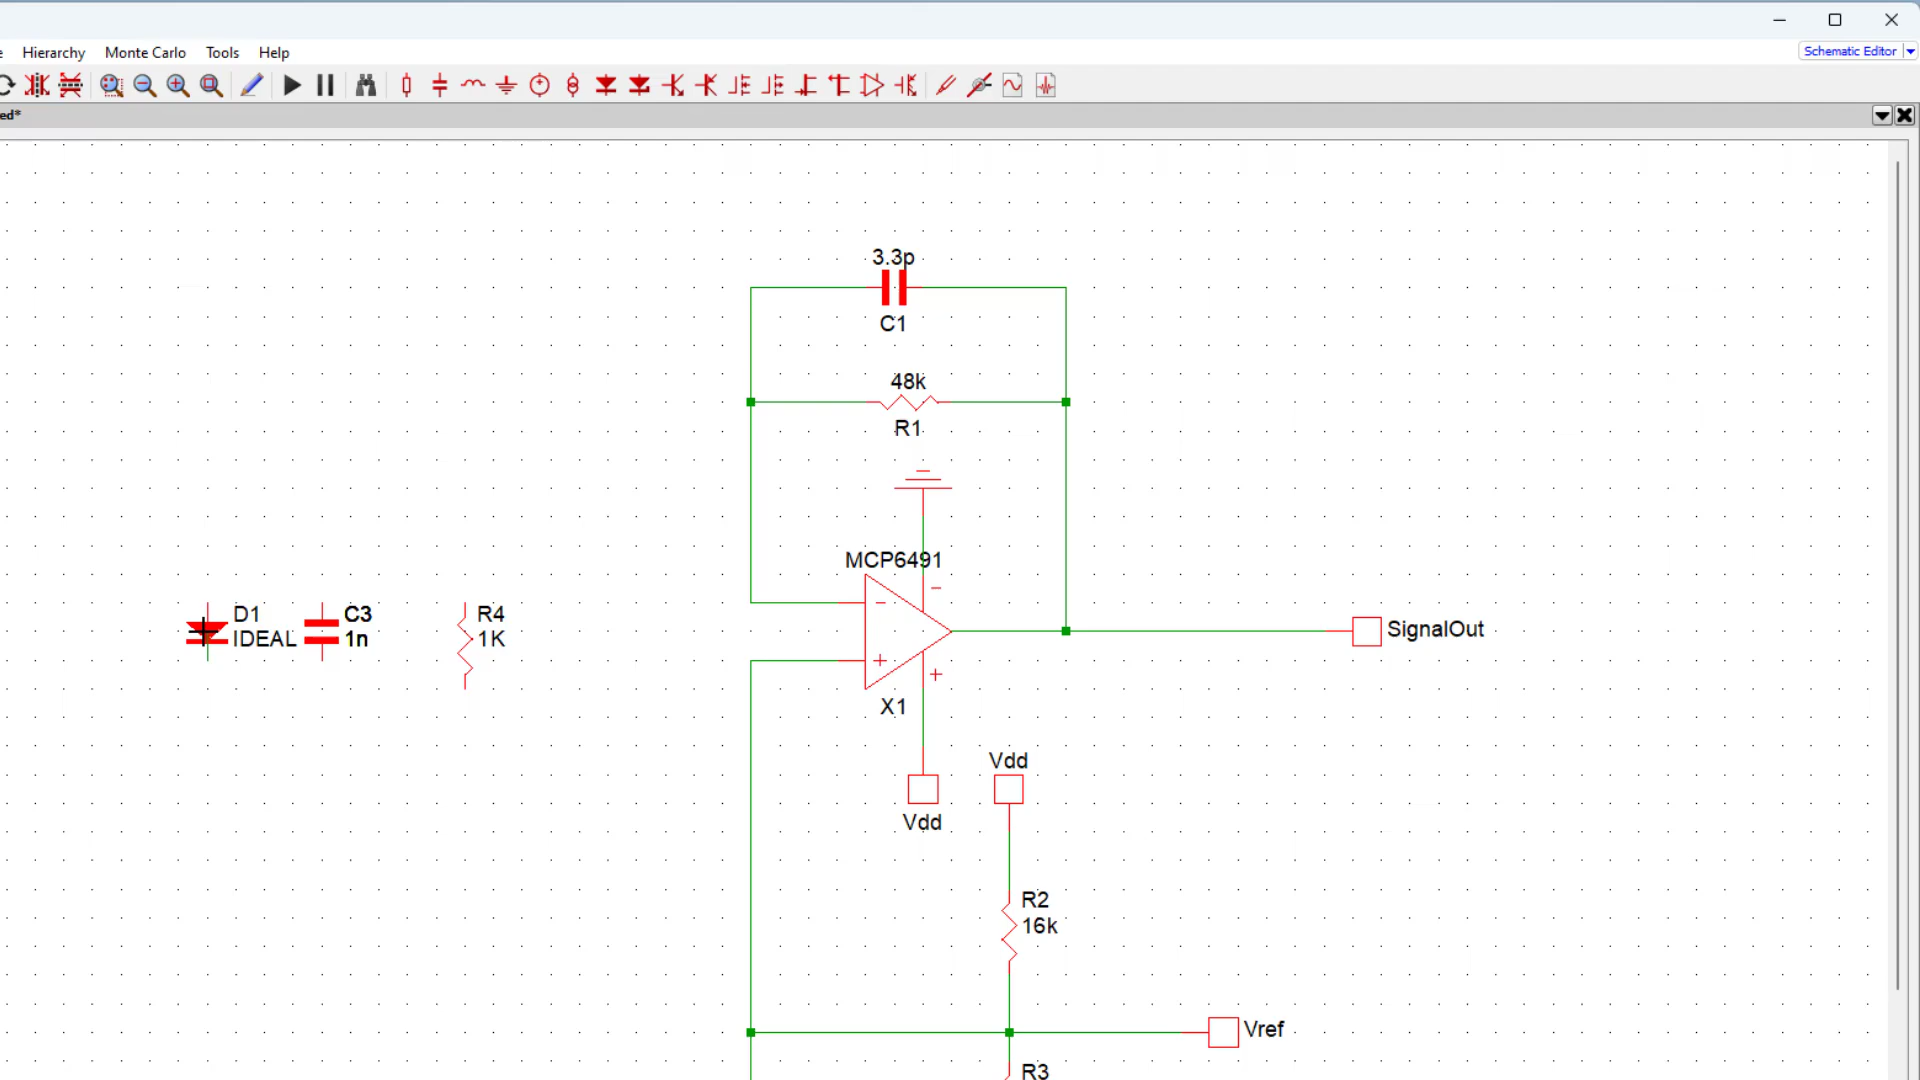 e Hierarchy Monte Carlo Tools Help
Schematic Editor
ed*
3.3p
C1
48k
R1
MCP6491
D1
IDEAL
C3
1n
R4
1K
SignalOut
X1
Vdd
Vdd
R2
16k
Vref
R3